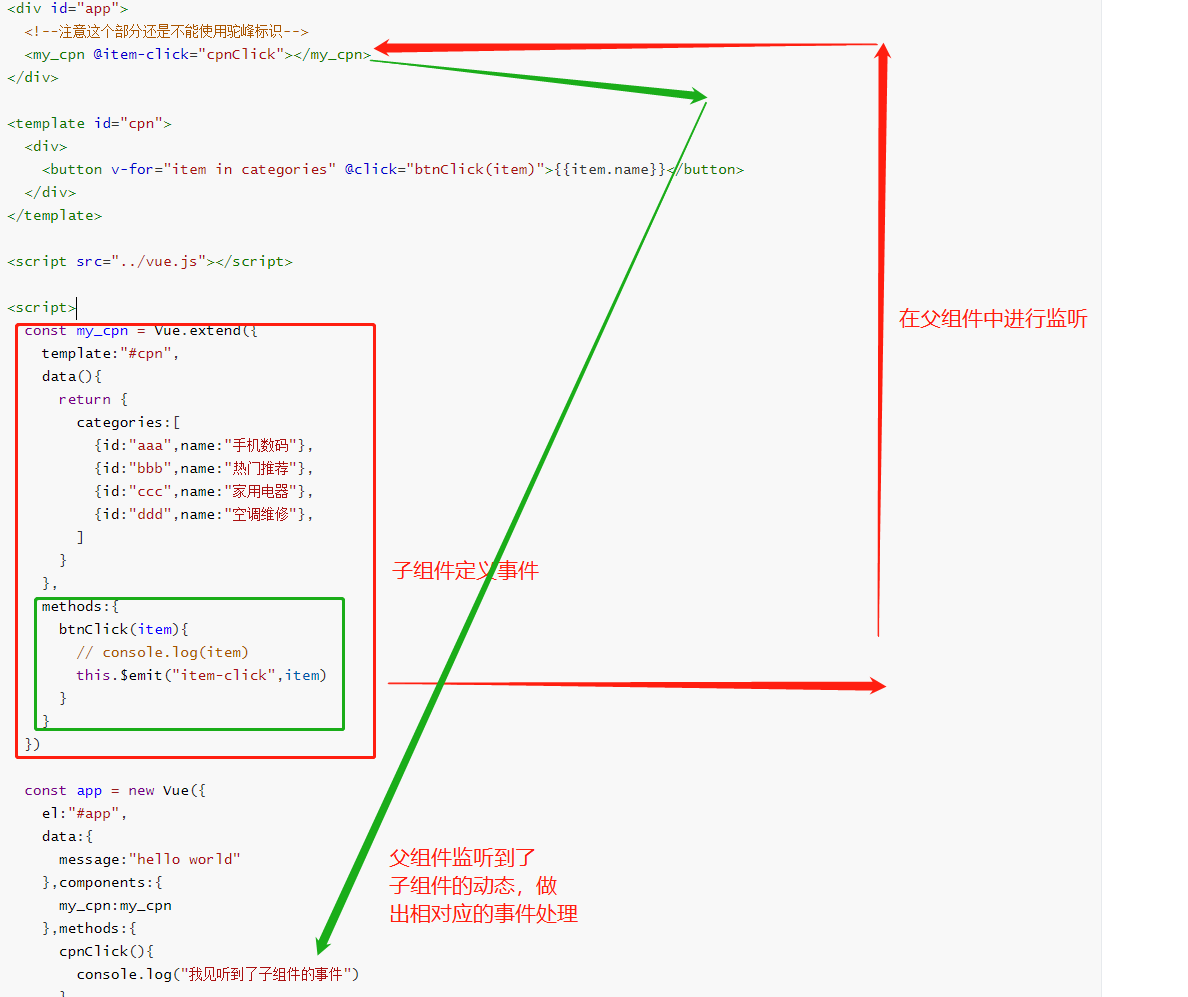 <div id="app">
<!--注意这个部分还是不能使用驼峰标识-->
<my_cpn @item-click="cpnClick"></my_cpn>
</div>
<template id="cpn">
<div>
<button v-for="item in categories" @click="btnClick(item)">{{item.name}}</button>
</div>
</template>
<script src="../vue.js"></script>
<script>
const my_cpn = Vue.extend({
在父组件中进行监听
template:"#cpn",
data(){
return {
categories:[
{id:"aaa",name:"手机数码"},
{id:"bbb",name:"热门推荐"},
{id:"ccc",name:"家用电器"},
{id:"ddd",name:"空调维修"},
]
}
子组件定义事件
},
methods:{
btnClick(item){
// console.log(item)
this.$emit("item-click",item)
}
}
})
const app = new Vue({
el:"#app",
data:{
message:"hello world"
},components:{
my_cpn:my_cpn
},methods:{
父组件监听到了
子组件的动态，做
出相对应的事件处理
cpnClick(){
console.log("我见听到了子组件的事件")
}